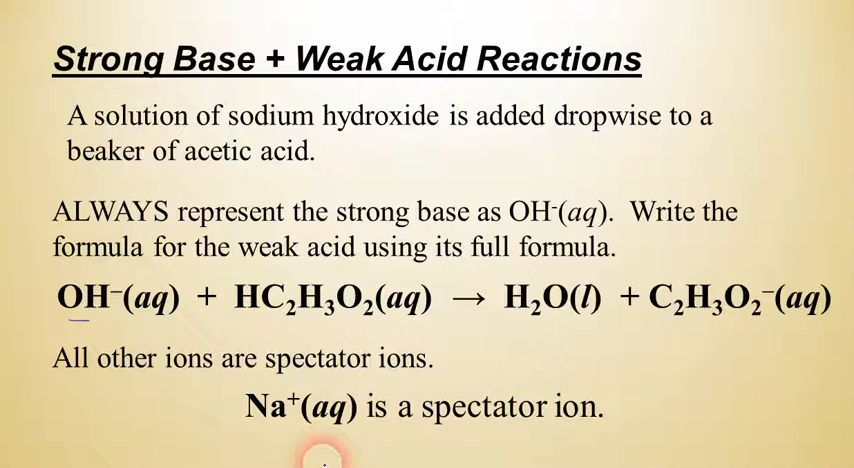 Strong Base + Weak Acid Reactions
A solution of sodium hydroxide is added dropwise to a
beaker of acetic acid.
ALWAYS represent the strong base as OH⁻(aq). Write the
formula for the weak acid using its full formula.
OH⁻(aq) + HC₂H₃O₂(aq) → H₂O(l) + C₂H₃O₂⁻(aq)
All other ions are spectator ions.
Na⁺(aq) is a spectator ion.